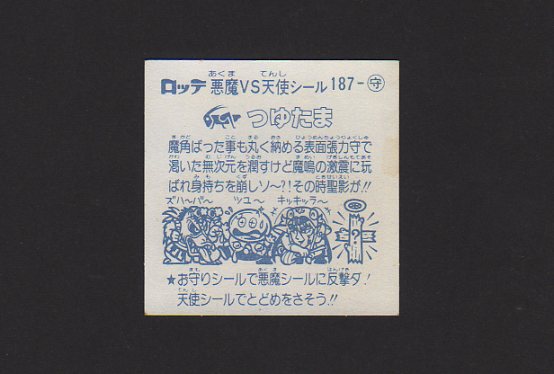 ロッテ 悪魔VS天使シール 187-守
つゆたま
魔角ばった事も丸く納める表面張力守で
渇いた無次元を潤すけど魔鳴の激震に玩
ばれ身持ちを崩しソ〜?!その時聖影が!!
ズハ〜パ〜 ツュ〜 キッキッラ〜
?
★お守りシールで悪魔シールに反撃ダ!
天使シールでとどめをさそう!!